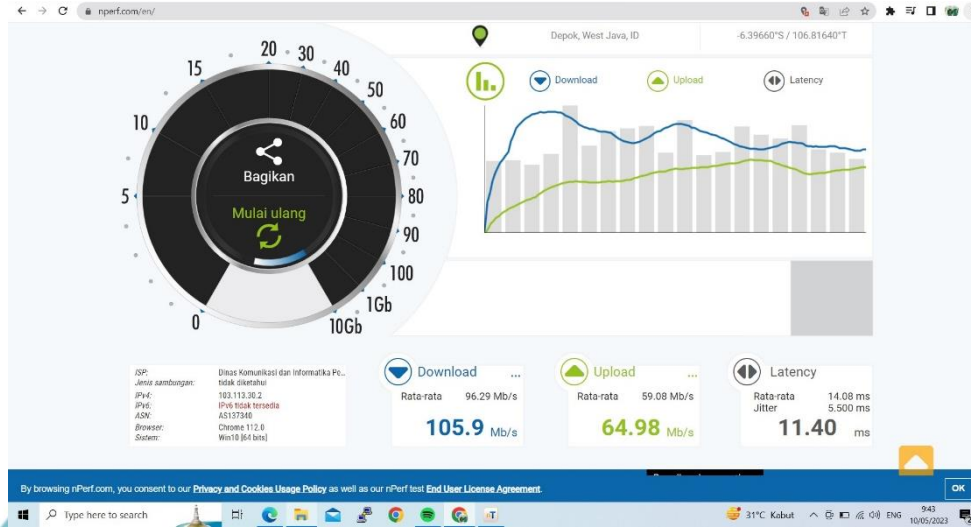 nperf.com/en/
Depok, West Java, ID
-6.39660°S / 106.81640°T
20
30
15
40
50
10
60
70
5
80
90
100
1Gb
0
10Gb
Bagikan
Mulai ulang
Download
Upload
Latency
ISP: Dinas Komunikasi dan Informatika Pe...
Jenis sambungan: tidak diketahui
IPv4: 103.113.30.2
IPv6: IPv6 tidak tersedia
ASN: AS137340
Browser: Chrome 112.0
Sistem: Win10 [64 bits]
Download ...
Rata-rata 96.29 Mb/s
105.9 Mb/s
Upload ...
Rata-rata 59.08 Mb/s
64.98 Mb/s
Latency
Rata-rata 14.08 ms
Jitter 5.500 ms
11.40 ms
By browsing nPerf.com, you consent to our Privacy and Cookies Usage Policy as well as our nPerf test End User License Agreement.
OK
Type here to search
31°C Kabut
ENG
9:43
10/05/2023